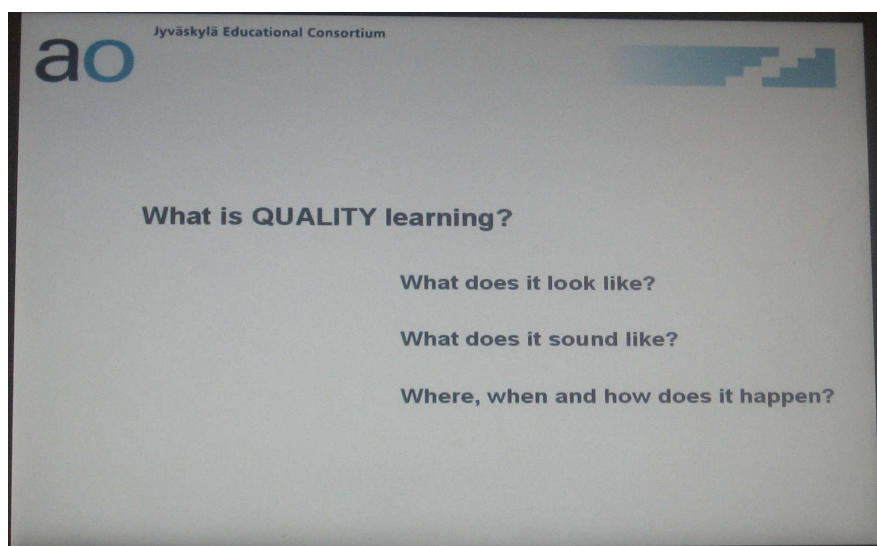 Jyväskylä Educational Consortium
ao
What is QUALITY learning?
What does it look like?
What does it sound like?
Where, when and how does it happen?